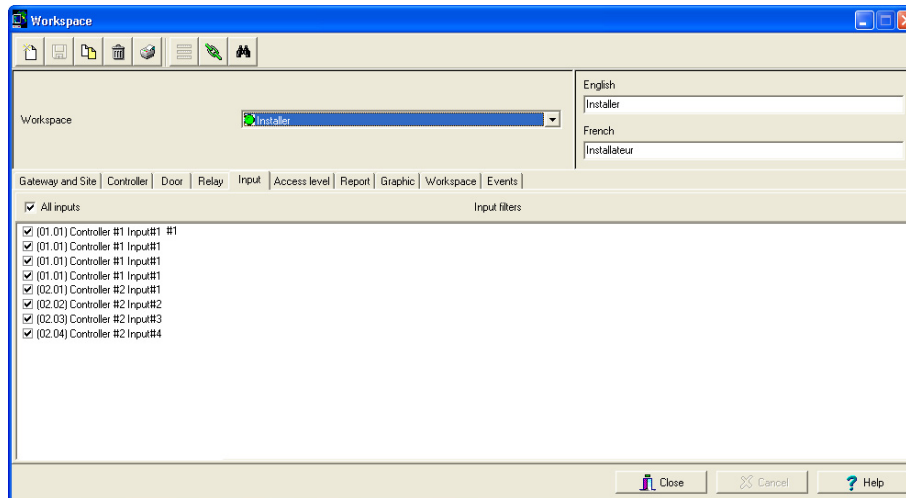 Workspace
English
Installer
Workspace
Installer
French
Installateur
Gateway and Site Controller Door Relay Input Access level Report Graphic Workspace Events
All inputs Input filters
(01.01) Controller #1 Input#1 #1
(01.01) Controller #1 Input#1
(01.01) Controller #1 Input#1
(01.01) Controller #1 Input#1
(02.01) Controller #2 Input#1
(02.02) Controller #2 Input#2
(02.03) Controller #2 Input#3
(02.04) Controller #2 Input#4
Close Cancel Help